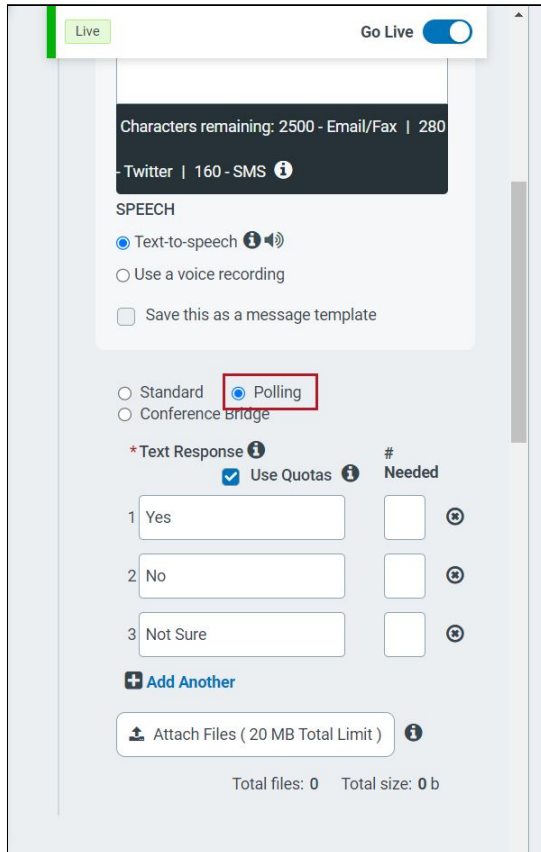 Live Go Live
Characters remaining: 2500 - Email/Fax | 280
- Twitter | 160 - SMS
SPEECH
Text-to-speech
Use a voice recording
Save this as a message template
Standard Polling
Conference Bridge
*Text Response #
Use Quotas Needed
1 Yes
2 No
3 Not Sure
Add Another
Attach Files ( 20 MB Total Limit )
Total files: 0 Total size: 0 b